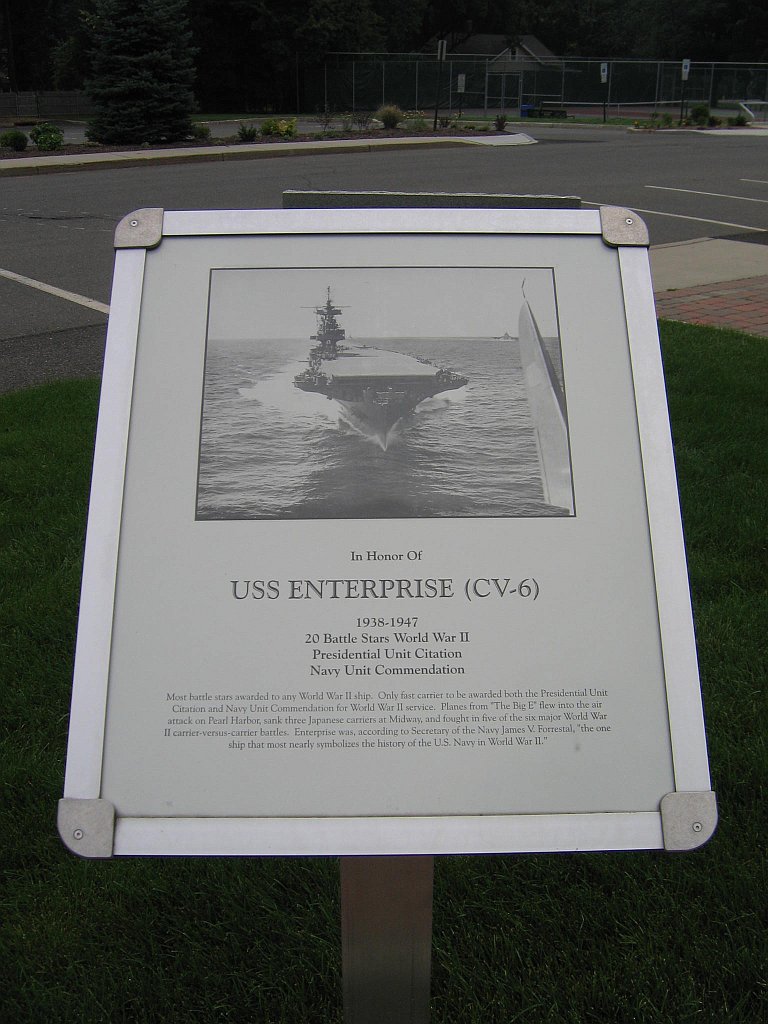 In Honor Of
USS ENTERPRISE (CV-6)
1938-1947
20 Battle Stars World War II
Presidential Unit Citation
Navy Unit Commendation
Most battle stars awarded to any World War II ship. Only fast carrier to be awarded both the Presidential Unit
Citation and Navy Unit Commendation for World War II service. Planes from "The Big E" flew into the air
attack on Pearl Harbor, sank three Japanese carriers at Midway, and fought in five of the six major World War
II carrier-versus-carrier battles. Enterprise was, according to Secretary of the Navy James V. Forrestal, "the one
ship that most nearly symbolizes the history of the U.S. Navy in World War II."